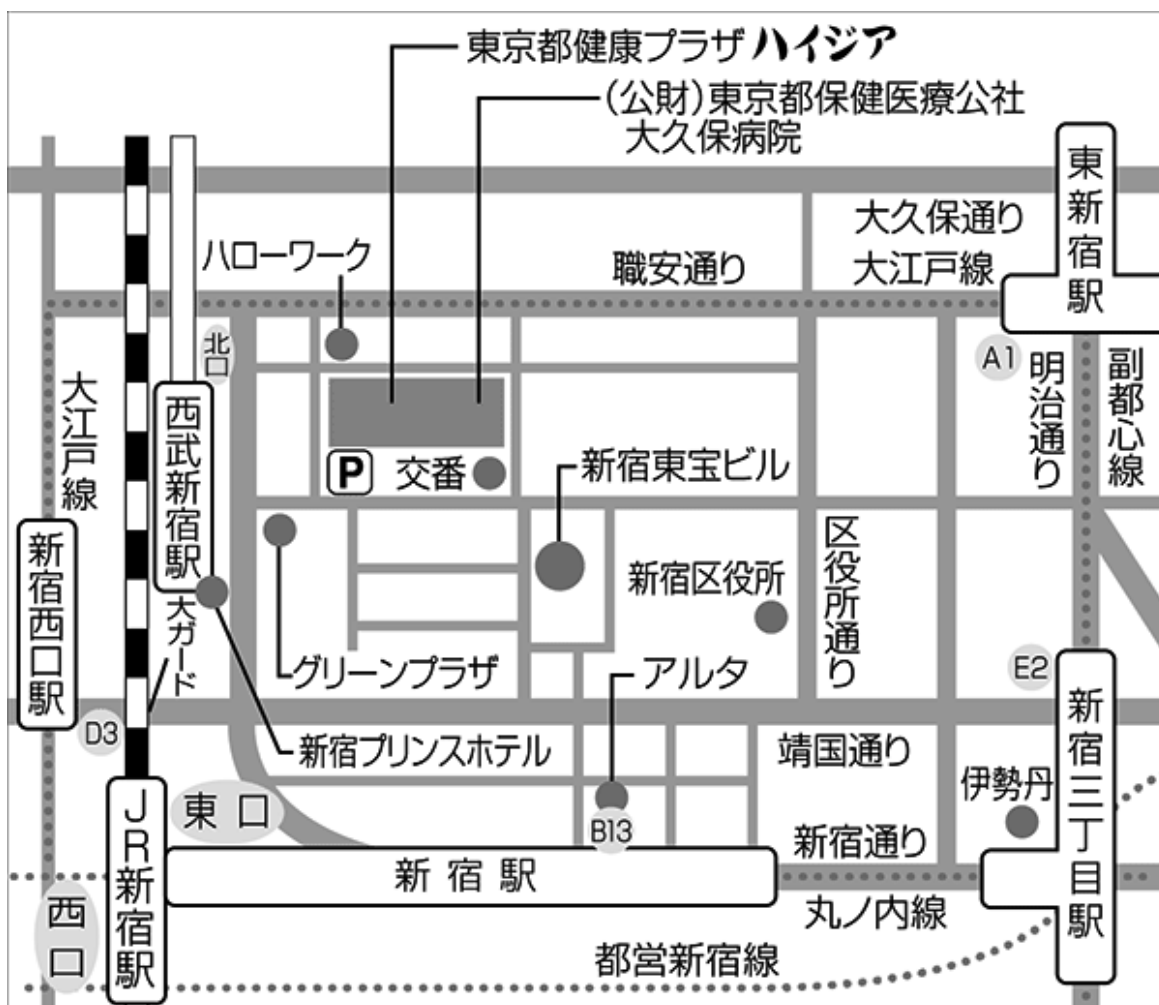 東京都健康プラザ ハイジア
(公財)東京都保健医療公社
大久保病院
東新宿駅
大久保通り
ハローワーク
職安通り
大江戸線
北口
A1
明治通り
副都心線
大江戸線
西武新宿駅
P
交番
新宿東宝ビル
新宿西口駅
新宿区役所
区役所通り
大ガード
グリーンプラザ
アルタ
E2
D3
新宿プリンスホテル
靖国通り
新宿三丁目駅
伊勢丹
JR新宿駅
東口
B13
新宿通り
新宿駅
西口
丸ノ内線
都営新宿線